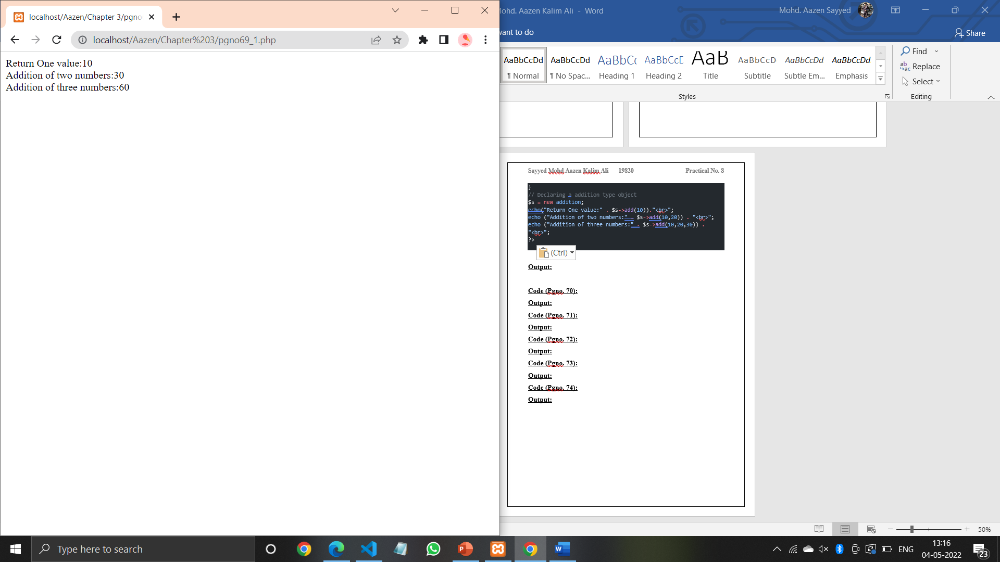 localhost/Aazen/Chapter 3/pgno
localhost/Aazen/Chapter%203/pgno69_1.php
Return One value:10
Addition of two numbers:30
Addition of three numbers:60
Mohd. Aazen Kalim Ali - Word
Mohd. Aazen Sayyed
want to do
Share
AaBbCcDd AaBbCcDd AaBbCc AaBbCcD AaB AaBbCcD AaBbCcDd AaBbCcDd
¶ Normal ¶ No Spac... Heading 1 Heading 2 Title Subtitle Subtle Em... Emphasis
Styles
Find
Replace
Select
Editing
Sayyed Mohd Aazen Kalim Ali 19820 Practical No. 8
}
// Declaring a addition type object
$s = new addition;
echo("Return One value:" . $s->add(10))."<br>";
echo ("Addition of two numbers:" . $s->add(10,20)) . "<br>";
echo ("Addition of three numbers:" . $s->add(10,20,30)) .
"<br>";
?>
(Ctrl)
Output:
Code (Pgno. 70):
Output:
Code (Pgno. 71):
Output:
Code (Pgno. 72):
Output:
Code (Pgno. 73):
Output:
Code (Pgno. 74):
Output:
50%
Type here to search
ENG
13:16
04-05-2022
23